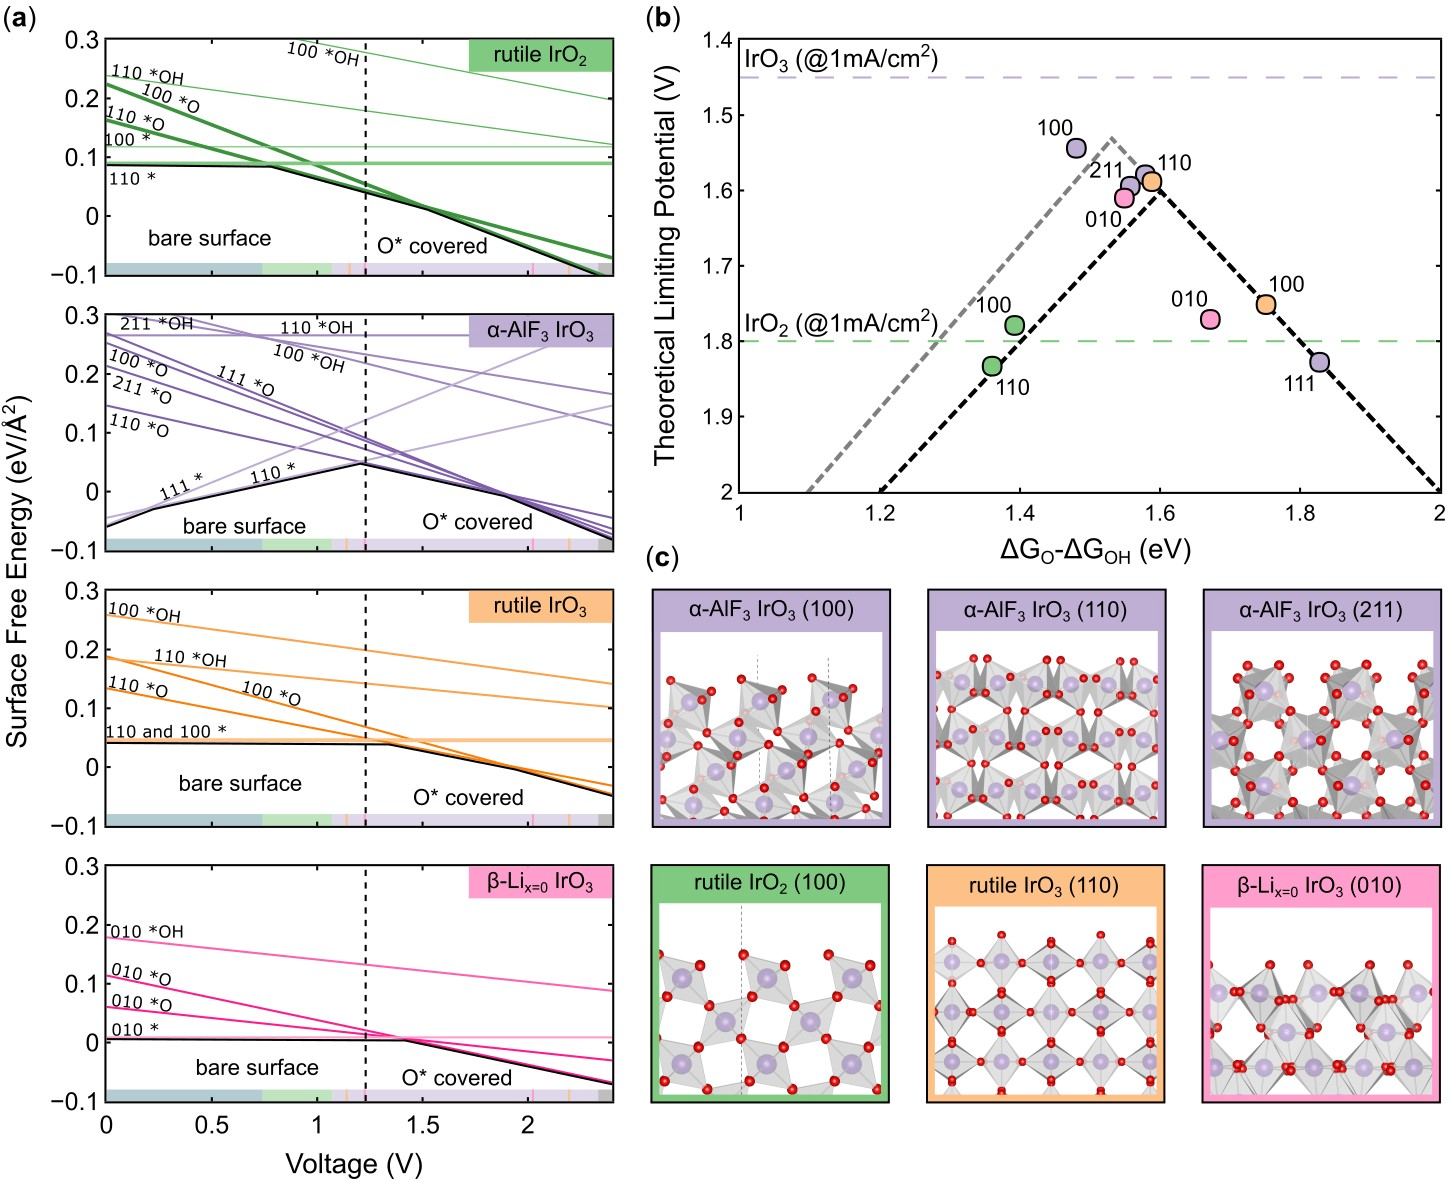 (a)
Surface Free Energy (eV/Å²)
0.3
0.2
0.1
0
−0.1
rutile IrO₂
100 *OH
110 *OH
100 *O
110 *O
100 *
110 *
bare surface
O* covered
0.3
0.2
0.1
0
−0.1
α-AlF₃ IrO₃
211 *OH
110 *OH
100 *OH
100 *O
111 *O
211 *O
110 *O
111 *
110 *
bare surface
O* covered
0.3
0.2
0.1
0
−0.1
rutile IrO₃
100 *OH
110 *OH
110 *O
100 *O
110 and 100 *
bare surface
O* covered
0.3
0.2
0.1
0
−0.1
β-Liₓ₌₀ IrO₃
010 *OH
010 *O
010 *O
010 *
bare surface
O* covered
0
0.5
1
1.5
2
Voltage (V)
(b)
Theoretical Limiting Potential (V)
1.4
1.5
1.6
1.7
1.8
1.9
2
IrO₃ (@1mA/cm²)
100
211
110
010
100
010
100
IrO₂ (@1mA/cm²)
110
111
1
1.2
1.4
1.6
1.8
2
ΔG_O-ΔG_OH (eV)
(c)
α-AlF₃ IrO₃ (100)
α-AlF₃ IrO₃ (110)
α-AlF₃ IrO₃ (211)
rutile IrO₂ (100)
rutile IrO₃ (110)
β-Liₓ₌₀ IrO₃ (010)